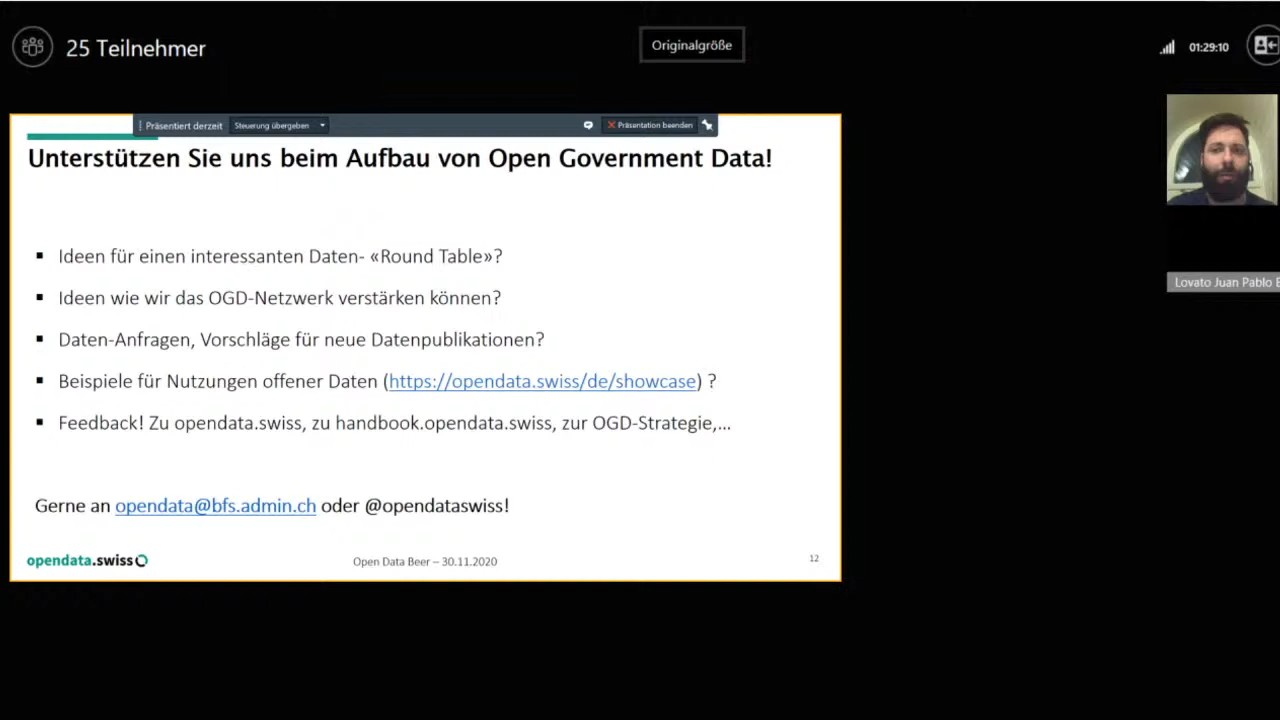 25 Teilnehmer
Originalgröße
01:29:10
Präsentiert derzeit
Steuerung übergeben
Präsentation beenden
Unterstützen Sie uns beim Aufbau von Open Government Data!
▪ Ideen für einen interessanten Daten- «Round Table»?
▪ Ideen wie wir das OGD-Netzwerk verstärken können?
▪ Daten-Anfragen, Vorschläge für neue Datenpublikationen?
▪ Beispiele für Nutzungen offener Daten (https://opendata.swiss/de/showcase) ?
▪ Feedback! Zu opendata.swiss, zu handbook.opendata.swiss, zur OGD-Strategie,...
Gerne an opendata@bfs.admin.ch oder @opendataswiss!
opendata.swiss
Open Data Beer – 30.11.2020
12
Lovato Juan Pablo